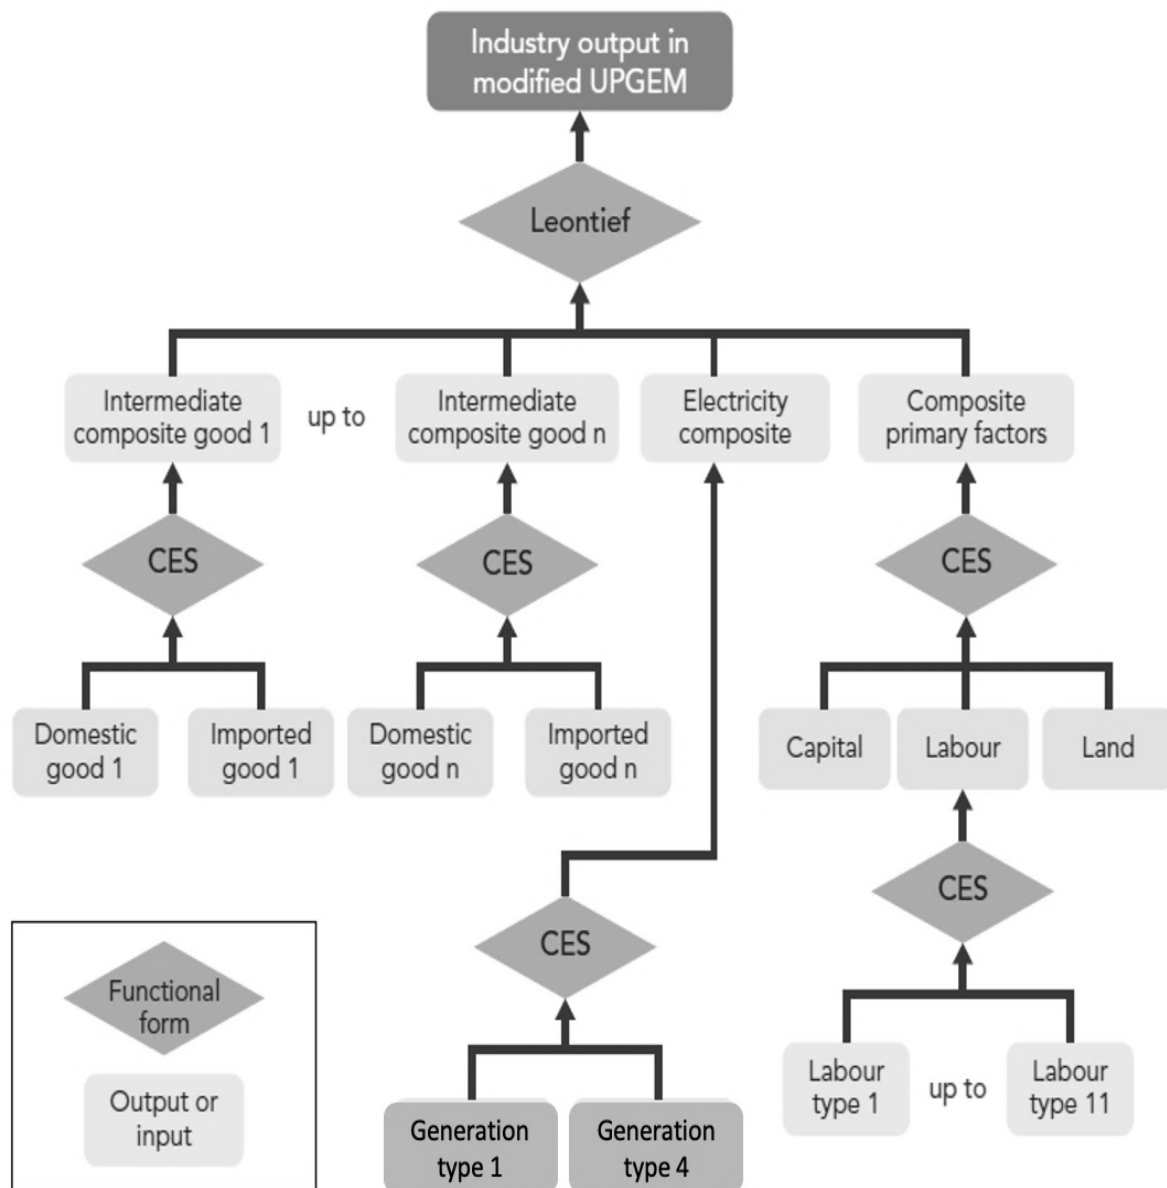 Industry output in
modified UPGEM
Leontief
Intermediate
composite good 1
up to
Intermediate
composite good n
Electricity
composite
Composite
primary factors
CES
CES
CES
Domestic
good 1
Imported
good 1
Domestic
good n
Imported
good n
Capital
Labour
Land
CES
CES
Functional
form
Output or
input
Generation
type 1
Generation
type 4
Labour
type 1
up to
Labour
type 11